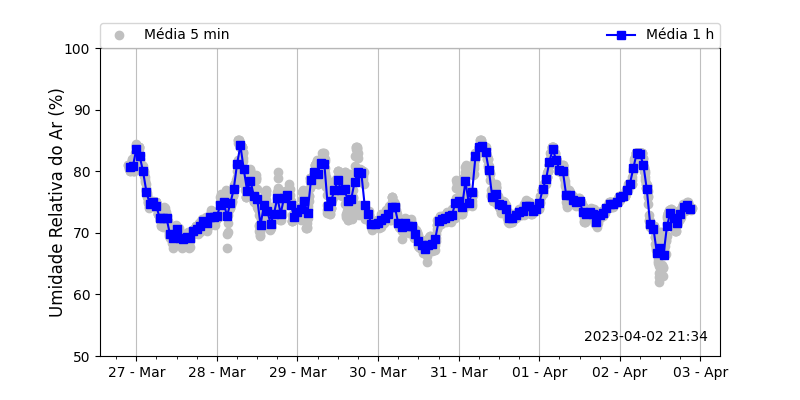 Média 5 min
Média 1 h
Umidade Relativa do Ar (%)
100
90
80
70
60
50
2023-04-02 21:34
27 - Mar
28 - Mar
29 - Mar
30 - Mar
31 - Mar
01 - Apr
02 - Apr
03 - Apr